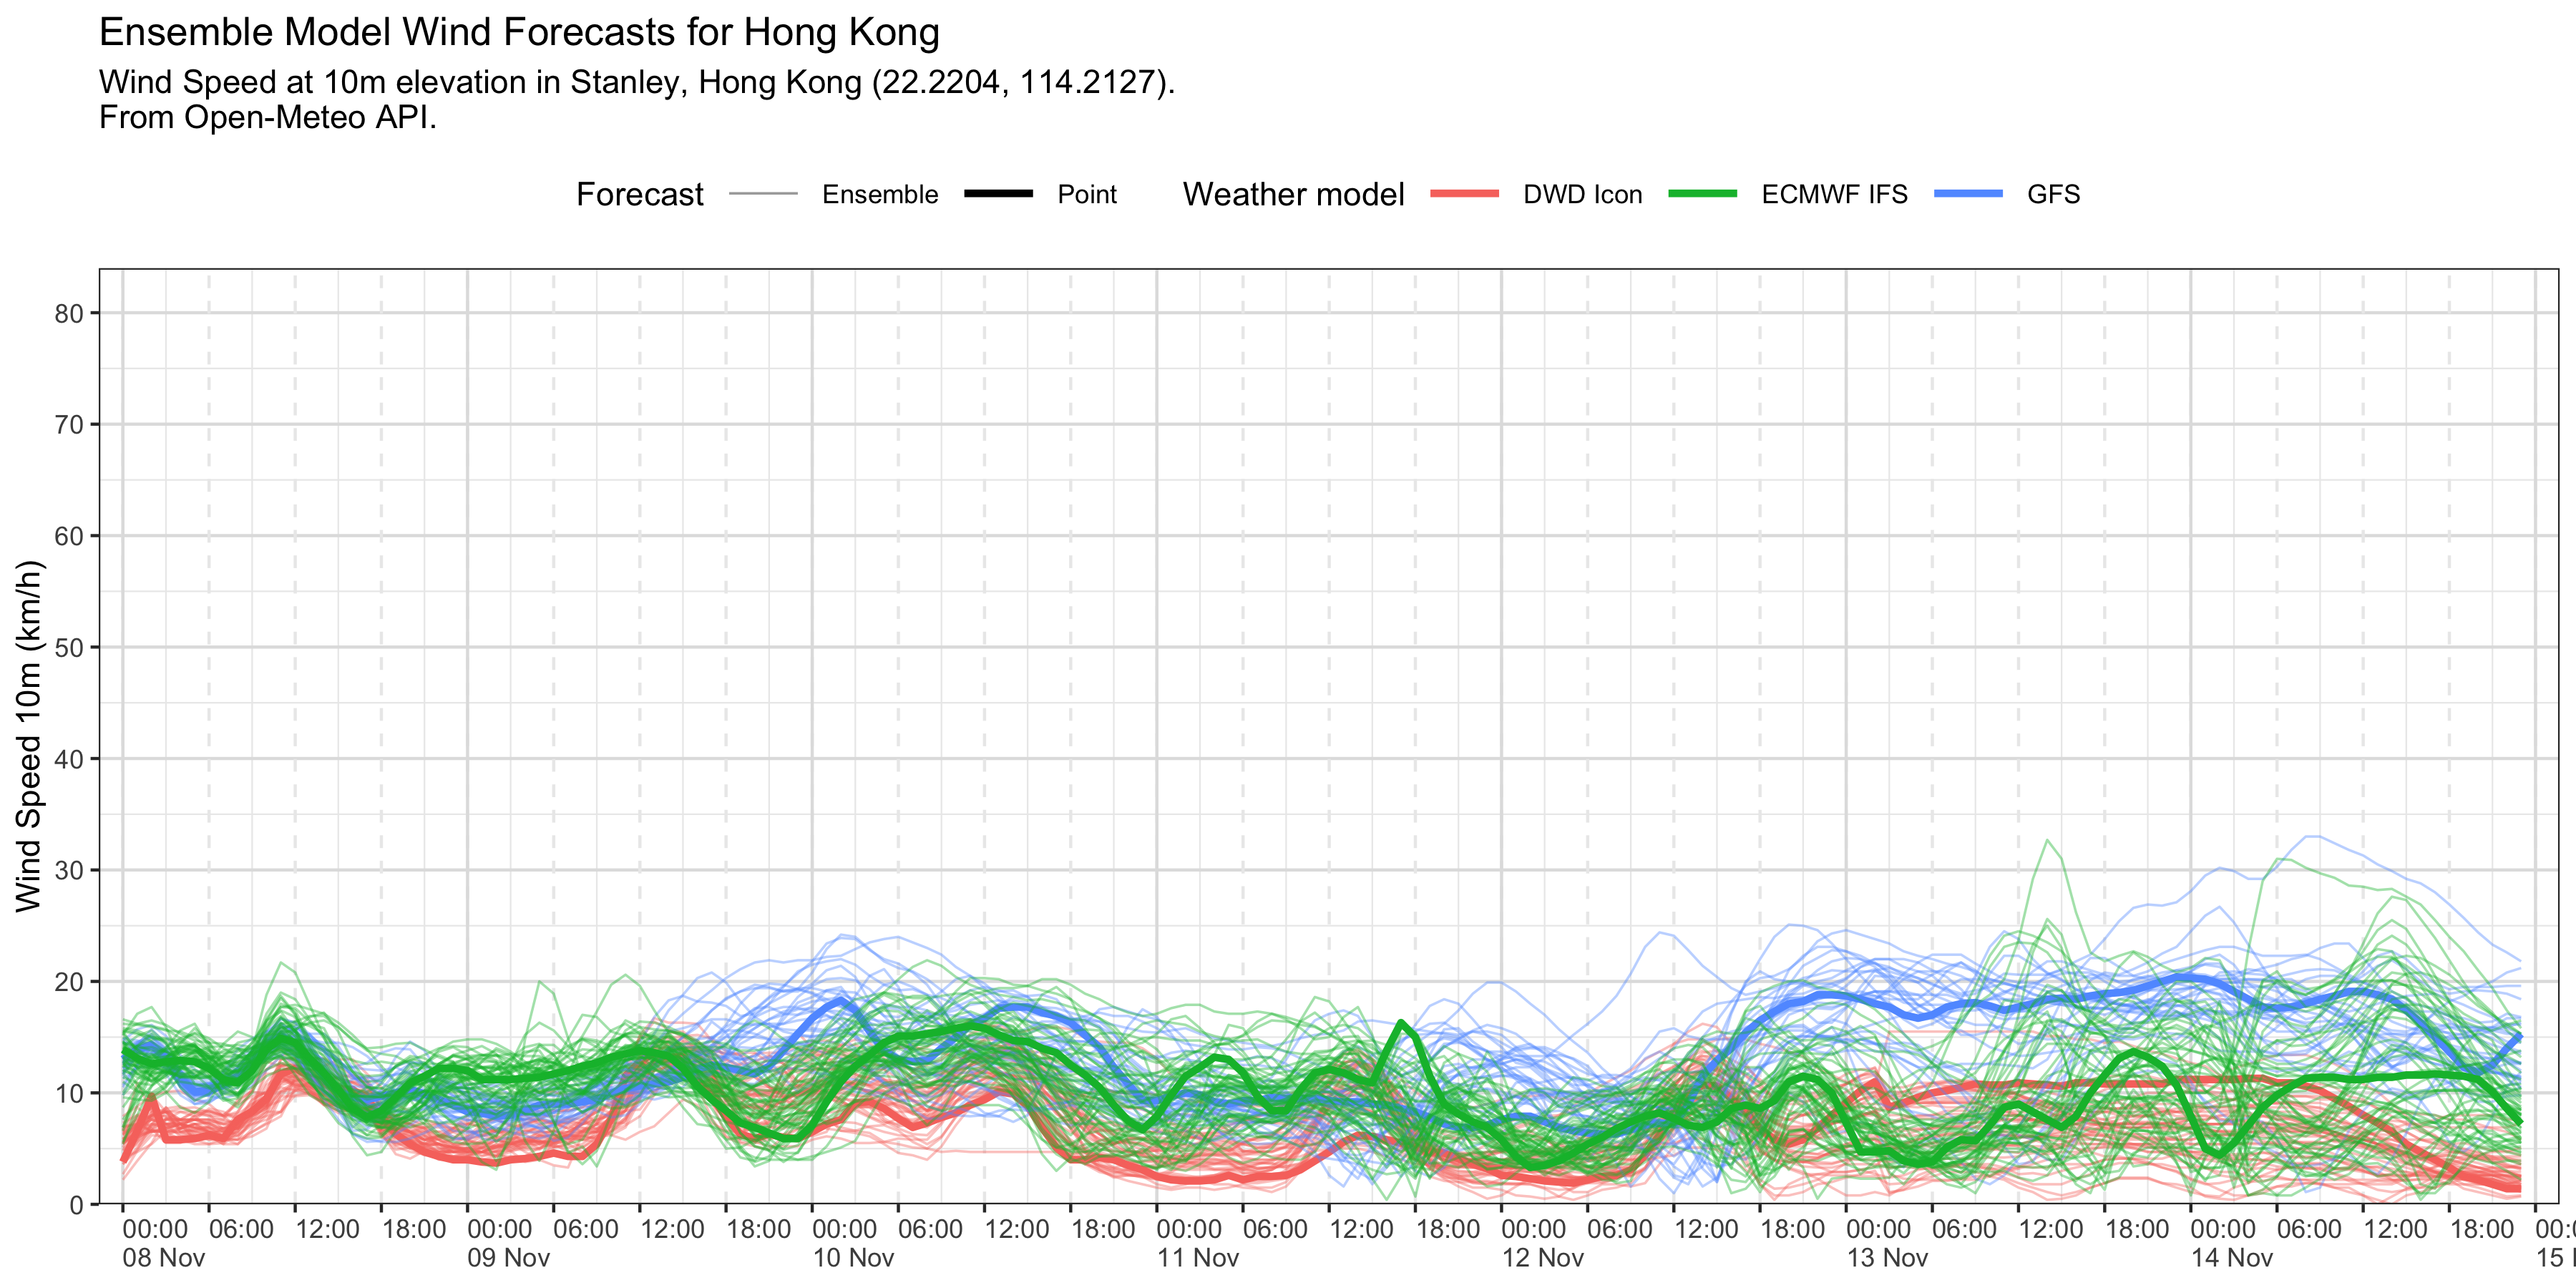 Ensemble Model Wind Forecasts for Hong Kong
Wind Speed at 10m elevation in Stanley, Hong Kong (22.2204, 114.2127).
From Open-Meteo API.
Forecast Ensemble Point Weather model DWD Icon ECMWF IFS GFS
Wind Speed 10m (km/h)
80
70
60
50
40
30
20
10
0
00:00 06:00 12:00 18:00 00:00 06:00 12:00 18:00 00:00 06:00 12:00 18:00 00:00 06:00 12:00 18:00 00:00 06:00 12:00 18:00 00:00 06:00 12:00 18:00 00:00 06:00 12:00 18:00 00:0
08 Nov 09 Nov 10 Nov 11 Nov 12 Nov 13 Nov 14 Nov 15